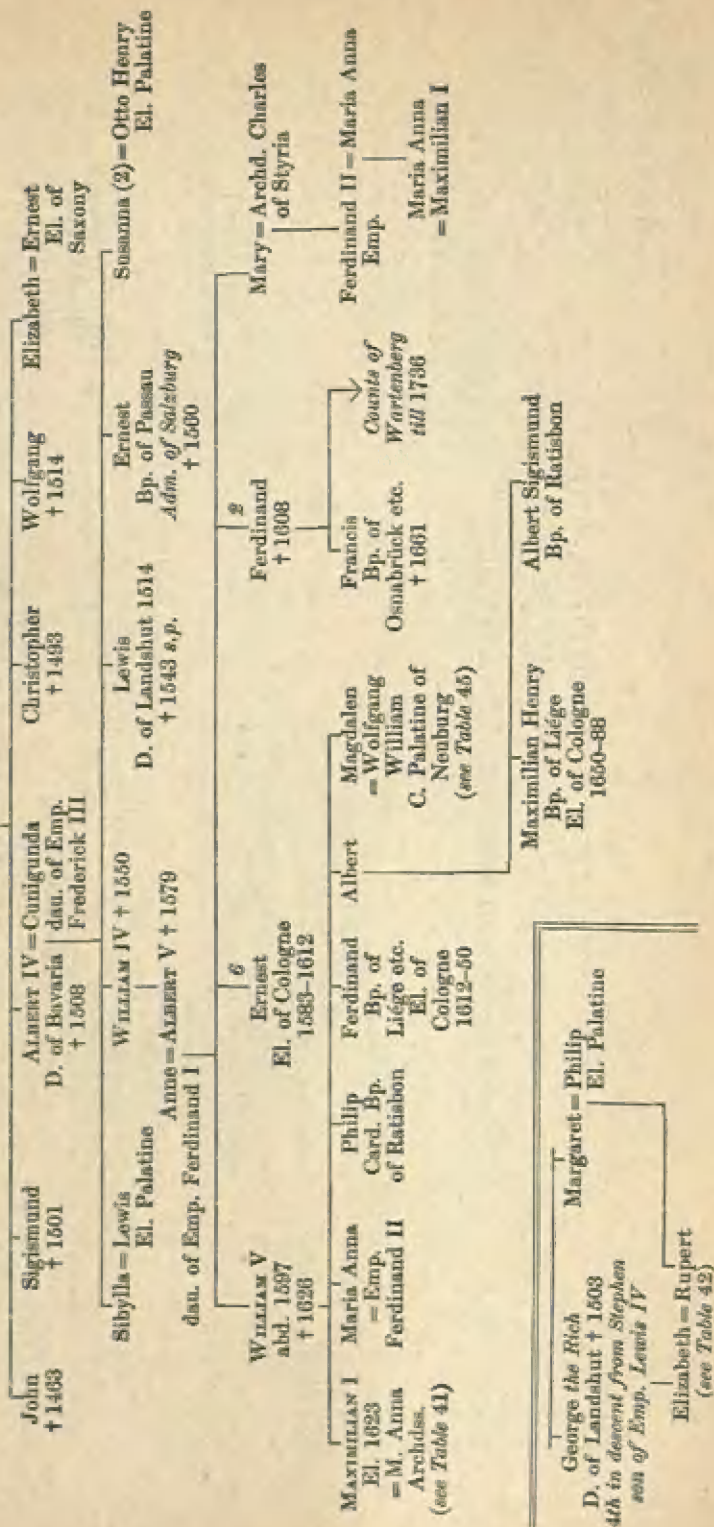 John
† 1463
Sigismund
† 1501
ALBERT IV = Cunigunda
D. of Bavaria dau. of Emp.
† 1508 Frederick III
Christopher
† 1493
Wolfgang
† 1514
Elizabeth = Ernest
El. of
Saxony
Sibylla = Lewis
El. Palatine
WILLIAM IV † 1550
Lewis
D. of Landshut 1514
† 1543 s.p.
Ernest
Bp. of Passau
Adm. of Salzburg
† 1560
Susanna (2) = Otto Henry
El. Palatine
Anne = ALBERT V † 1579
dau. of Emp. Ferdinand I
WILLIAM V
abd. 1597
† 1626
6
Ernest
El. of Cologne
1583–1612
2
Ferdinand
† 1608
Mary = Archd. Charles
of Styria
Francis
Bp. of
Osnabrück etc.
† 1661
Counts of
Wartenberg
till 1736
Ferdinand II = Maria Anna
Emp.
Maria Anna
= Maximilian I
MAXIMILIAN I
El. 1623
= M. Anna
Archdss.
(see Table 41)
Maria Anna
= Emp.
Ferdinand II
Philip
Card. Bp.
of Ratisbon
Ferdinand
Bp. of
Liége etc.
El. of
Cologne
1612–50
Albert
Magdalen
= Wolfgang
William
C. Palatine of
Neuburg
(see Table 45)
Maximilian Henry
Bp. of Liége
El. of Cologne
1650–88
Albert Sigismund
Bp. of Ratisbon
George the Rich
D. of Landshut † 1503
4th in descent from Stephen
son of Emp. Lewis IV
Margaret = Philip
El. Palatine
Elizabeth = Rupert
(see Table 42)